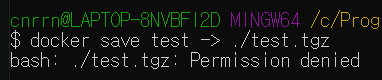 cnrrn@LAPTOP-8NVBFI2D MINGW64 /c/Prog
$ docker save test -> ./test.tgz
bash: ./test.tgz: Permission denied